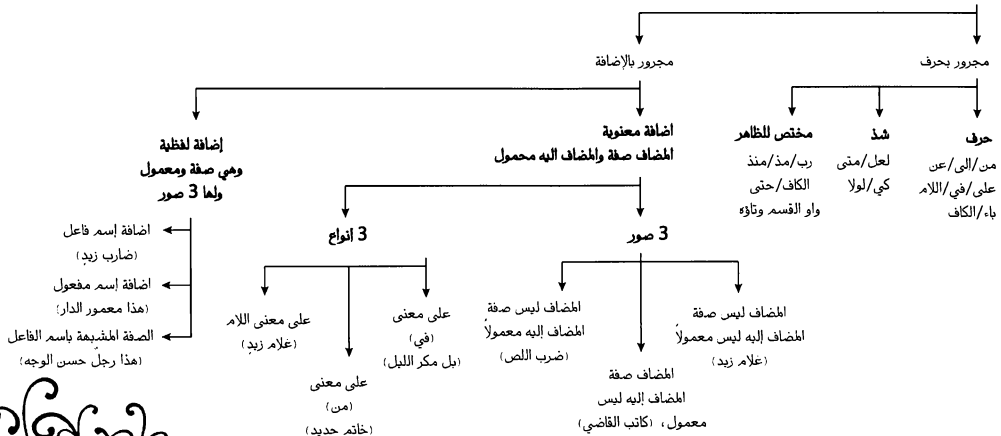 مجرور بحرف
مجرور بالإضافة
حرف
من/إلى/عن
على/في/اللام
باء/الكاف
شذ
لعل/متى
كي/لولا
مختص للظاهر
رب/مذ/منذ
الكاف/حتى
واو القسم وتاؤه
اضافة معنوية
المضاف صفة والمضاف اليه محمول
إضافة لفظية
وهي صفة ومعمول
ولها 3 صور
3 صور
3 أنواع
المضاف ليس صفة
المضاف إليه ليس معمولاً
(غلام زيد)
المضاف صفة
المضاف إليه ليس
معمول، (كاتب القاضي)
المضاف ليس صفة
المضاف إليه معمولاً
(ضرب اللص)
على معنى
(في)
(بل مكر الليل)
على معنى
(من)
(خاتم حديد)
على معنى اللام
(غلام زيدٍ)
اضافة إسم فاعل
(ضارب زيدٍ)
اضافة إسم مفعول
(هذا معمور الدار)
الصفة المشبهة باسم الفاعل
(هذا رجلٌ حسن الوجه)